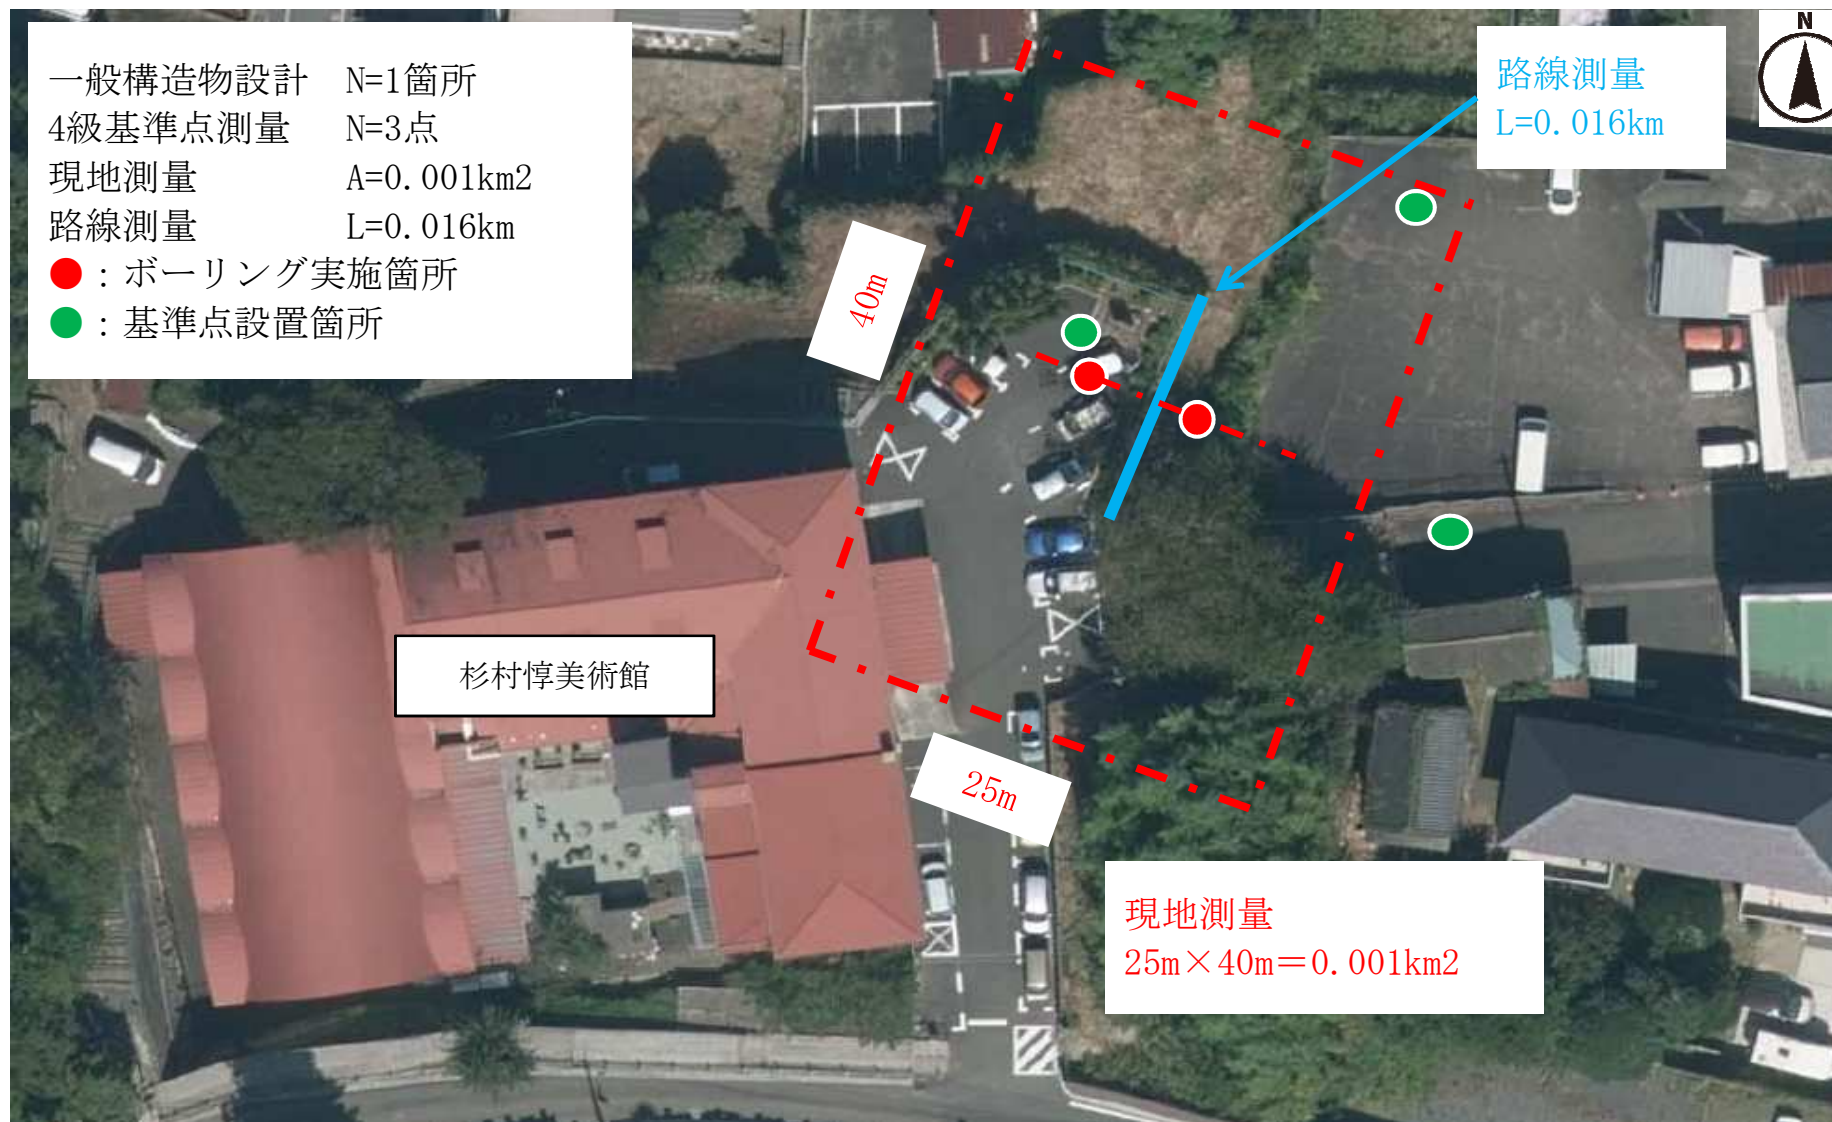 一般構造物設計 N=1箇所
4級基準点測量 N=3点
現地測量 A=0.001km2
路線測量 L=0.016km
●：ボーリング実施箇所
●：基準点設置箇所
路線測量
L=0.016km
N
40m
杉村惇美術館
25m
現地測量
25m×40m＝0.001km2